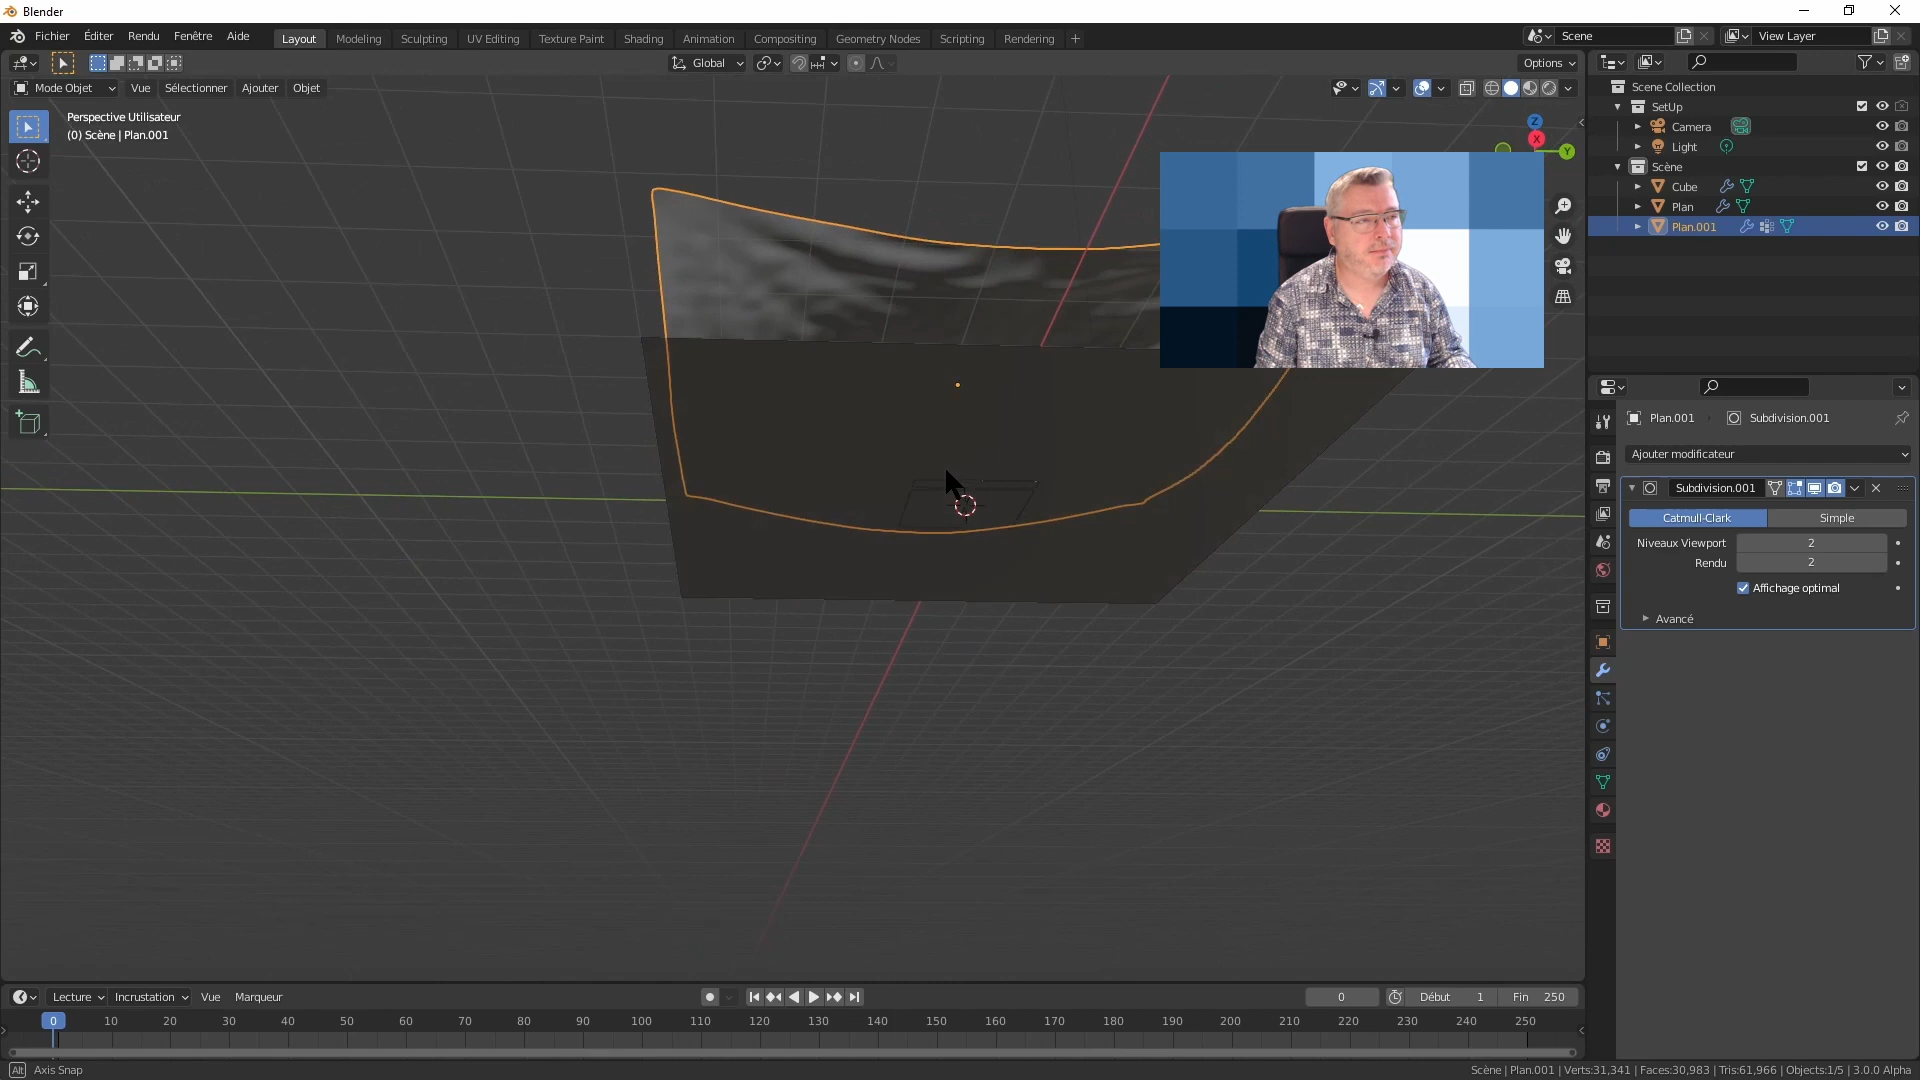 Blender
Fichier Éditer Rendu Fenêtre Aide Layout Modeling Sculpting UV Editing Texture Paint Shading Animation Compositing Geometry Nodes Scripting Rendering + Scene View Layer
Global Options
Mode Objet Vue Sélectionner Ajouter Objet
Perspective Utilisateur
(0) Scène | Plan.001
Z
X
Y
Scene Collection
SetUp
Camera
Light
Scène
Cube
Plan
Plan.001
Plan.001 Subdivision.001
Ajouter modificateur
Subdivision.001
Catmull-Clark Simple
Niveaux Viewport 2
Rendu 2
Affichage optimal
Avancé
Lecture Incrustation Vue Marqueur 0 Début 1 Fin 250
0 10 20 30 40 50 60 70 80 90 100 110 120 130 140 150 160 170 180 190 200 210 220 230 240 250
Alt Axis Snap
Scène | Plan.001 | Verts:31,341 | Faces:30,983 | Tris:61,966 | Objects:1/5 | 3.0.0 Alpha